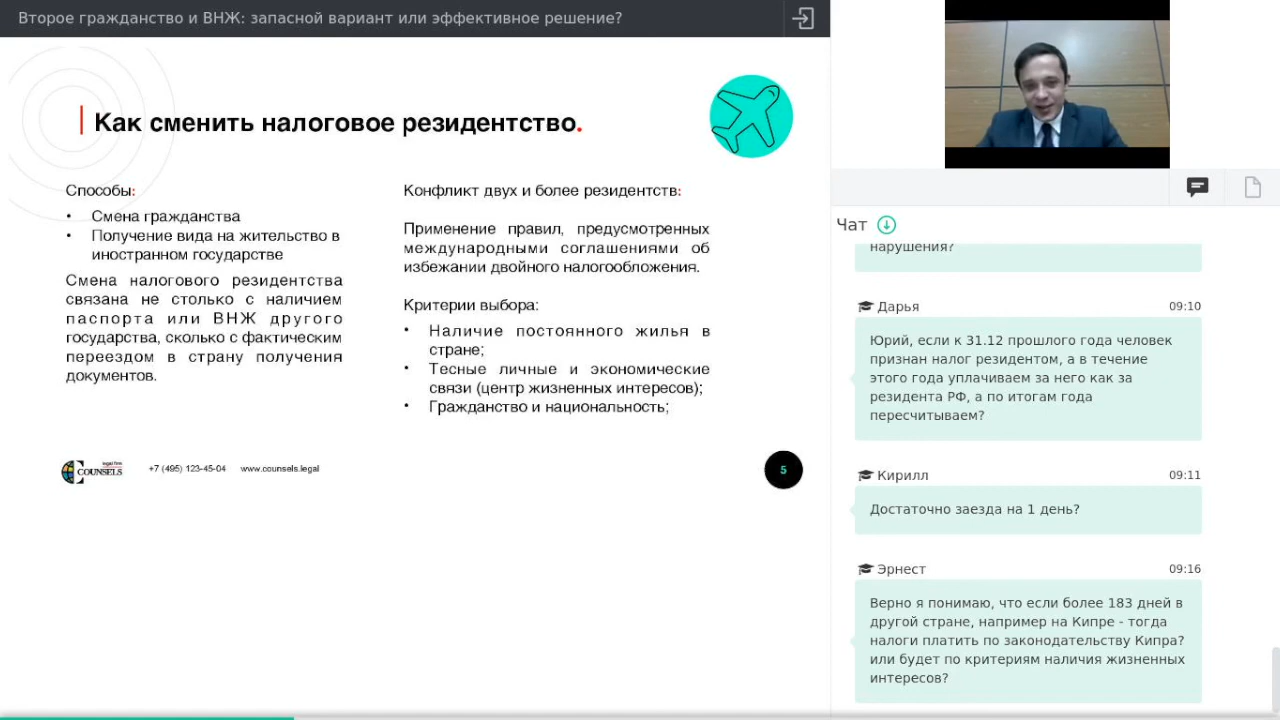 Второе гражданство и ВНЖ: запасной вариант или эффективное решение?
Как сменить налоговое резидентство.
Способы:
• Смена гражданства
• Получение вида на жительство в
иностранном государстве
Смена налогового резидентства
связана не столько с наличием
паспорта или ВНЖ другого
государства, сколько с фактическим
переездом в страну получения
документов.
Конфликт двух и более резидентств:
Применение правил, предусмотренных
международными соглашениями об
избежании двойного налогообложения.
Критерии выбора:
• Наличие постоянного жилья в
стране;
• Тесные личные и экономические
связи (центр жизненных интересов);
• Гражданство и национальность;
legal firm
COUNSELS
+7 (495) 123-45-04 www.counsels.legal
5
Чат
нарушения?
Дарья 09:10
Юрий, если к 31.12 прошлого года человек
признан налог резидентом, а в течение
этого года уплачиваем за него как за
резидента РФ, а по итогам года
пересчитываем?
Кирилл 09:11
Достаточно заезда на 1 день?
Эрнест 09:16
Верно я понимаю, что если более 183 дней в
другой стране, например на Кипре - тогда
налоги платить по законодательству Кипра?
или будет по критериям наличия жизненных
интересов?